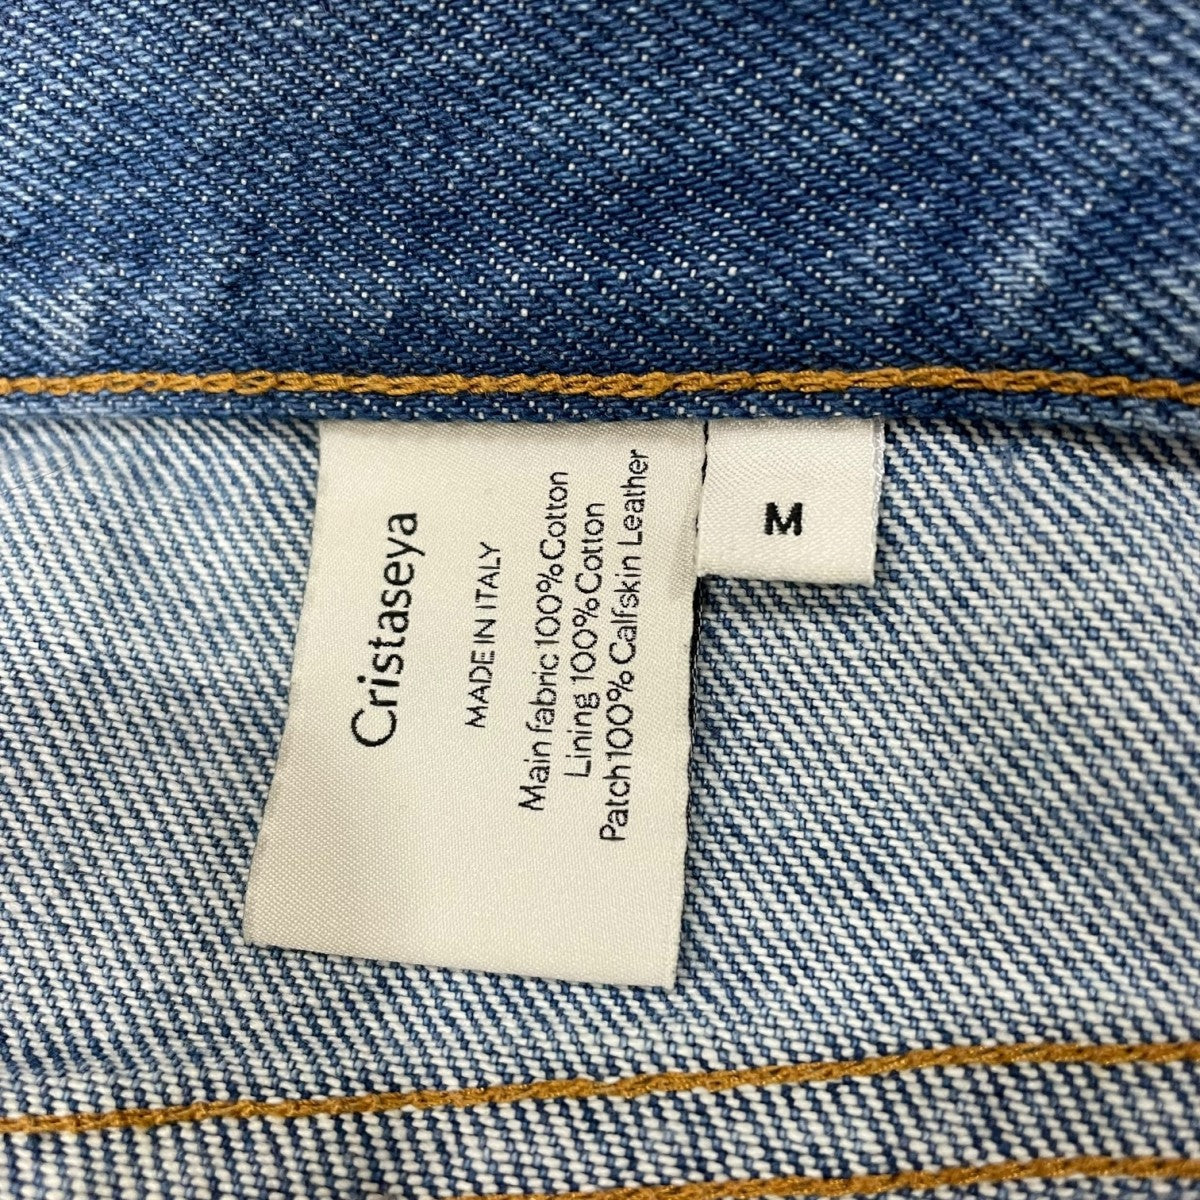 Cristaseya
MADE IN ITALY
Main fabric 100% Cotton
Lining 100% Cotton
Patch 100% Calfskin Leather
M